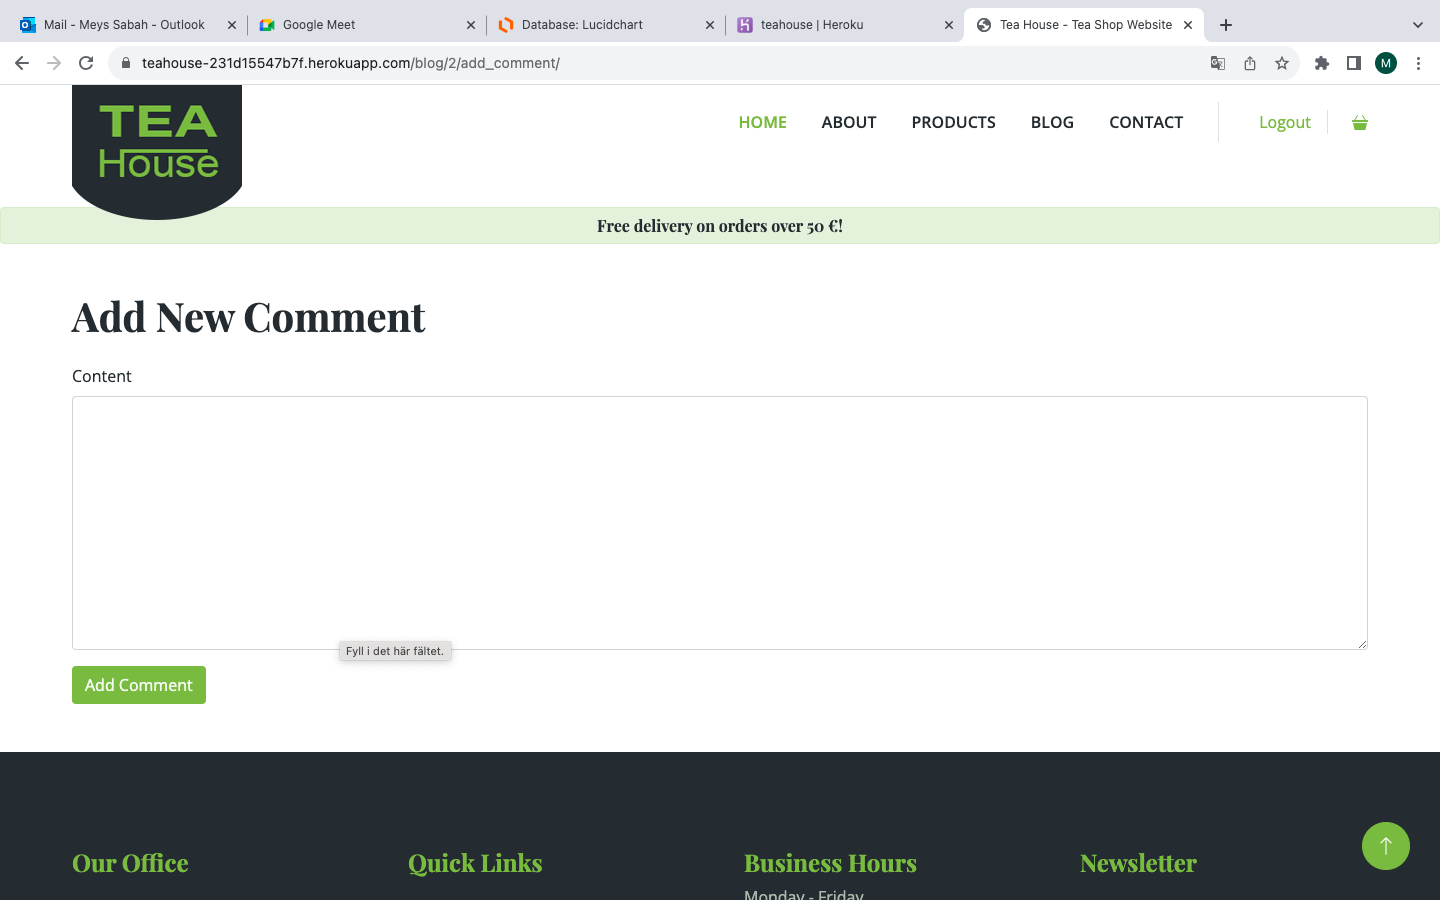 Mail - Meys Sabah - Outlook
Google Meet
Database: Lucidchart
teahouse | Heroku
Tea House - Tea Shop Website
teahouse-231d15547b7f.herokuapp.com/blog/2/add_comment/
M
TEA
House
HOME
ABOUT
PRODUCTS
BLOG
CONTACT
Logout
Free delivery on orders over 50 €!
Add New Comment
Content
Fyll i det här fältet.
Add Comment
Our Office
Quick Links
Business Hours
Newsletter
Monday - Friday